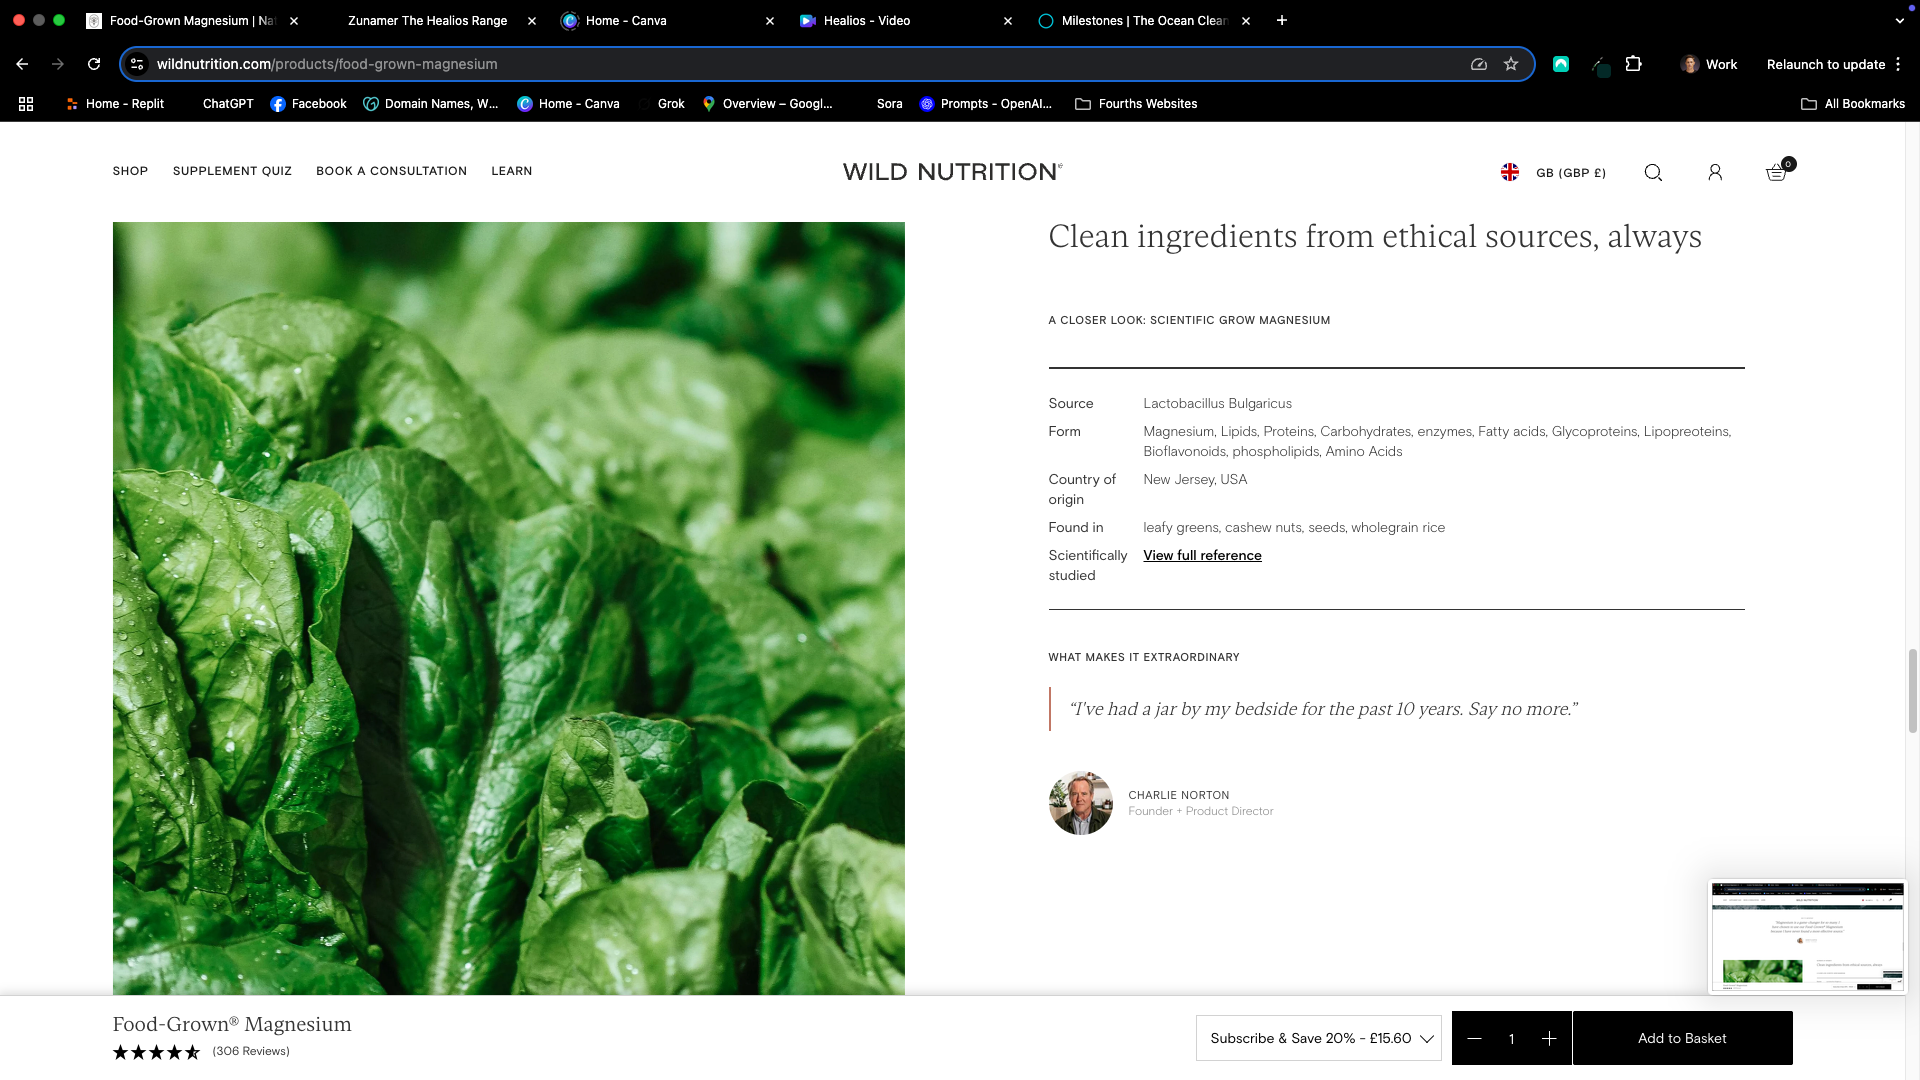 Food-Grown Magnesium | Na
Zunamer The Healios Range
Home - Canva
Healios - Video
Milestones | The Ocean Clean
wildnutrition.com/products/food-grown-magnesium
Work
Relaunch to update
Home - Replit
ChatGPT
Facebook
Domain Names, W...
Home - Canva
Grok
Overview – Googl...
Sora
Prompts - OpenAI...
Fourths Websites
All Bookmarks
SHOP
SUPPLEMENT QUIZ
BOOK A CONSULTATION
LEARN
WILD NUTRITION
GB (GBP £)
0
Clean ingredients from ethical sources, always
A CLOSER LOOK: SCIENTIFIC GROW MAGNESIUM
Source Lactobacillus Bulgaricus
Form Magnesium, Lipids, Proteins, Carbohydrates, enzymes, Fatty acids, Glycoproteins, Lipopreoteins,
Bioflavonoids, phospholipids, Amino Acids
Country of New Jersey, USA
origin
Found in leafy greens, cashew nuts, seeds, wholegrain rice
Scientifically View full reference
studied
WHAT MAKES IT EXTRAORDINARY
“I've had a jar by my bedside for the past 10 years. Say no more.”
CHARLIE NORTON
Founder + Product Director
Food-Grown® Magnesium
(306 Reviews)
Subscribe & Save 20% - £15.60
1
Add to Basket